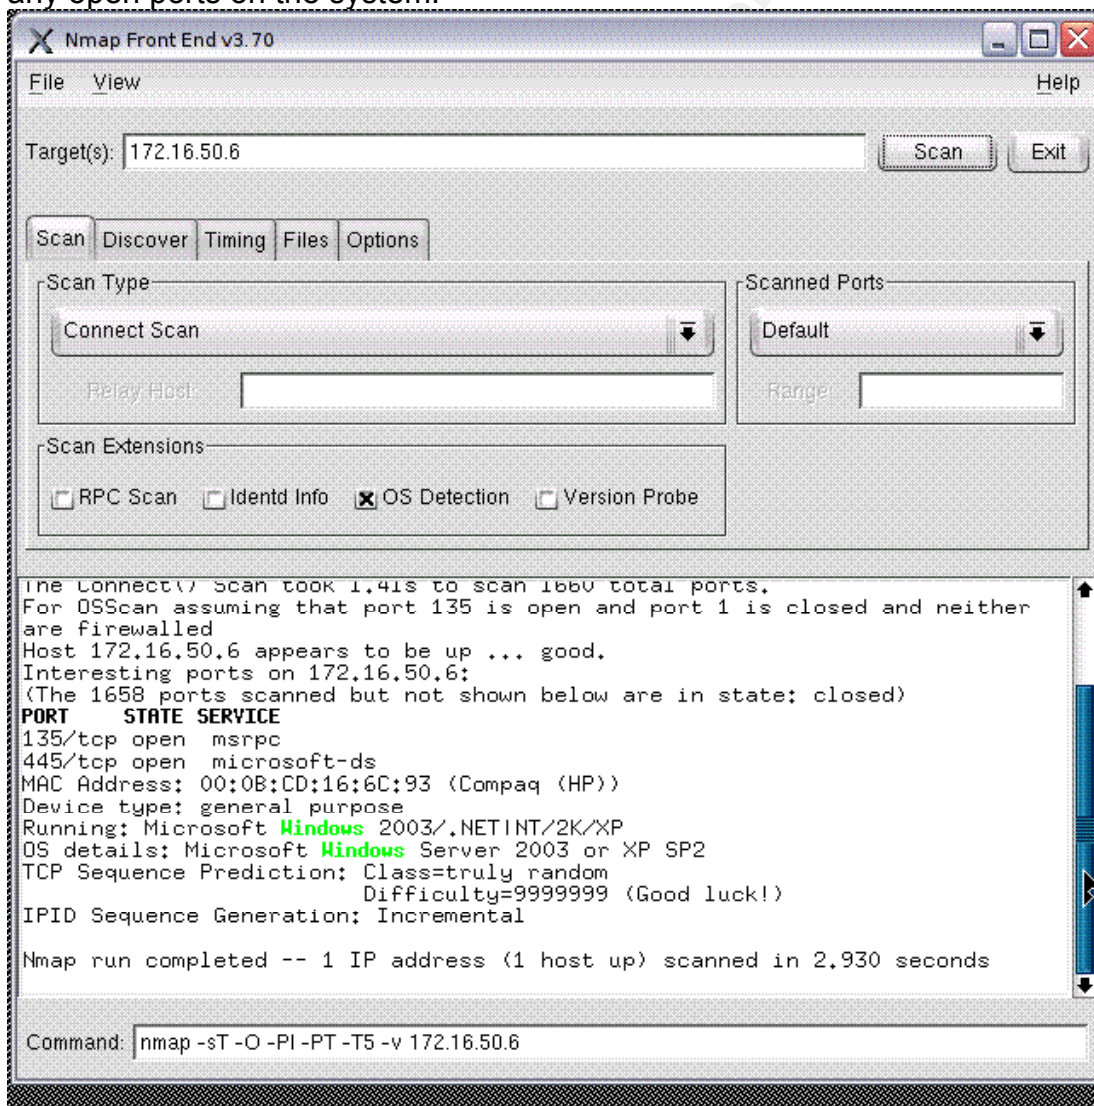 any open ports on the system.
Nmap Front End v3.70
File View Help
Target(s): 172.16.50.6 Scan Exit
Scan Discover Timing Files Options
Scan Type Scanned Ports
Connect Scan Default
Relay Host: Range:
Scan Extensions
RPC Scan Identd Info OS Detection Version Probe
The Connect() Scan took 1.41s to scan 1660 total ports.
For OSScan assuming that port 135 is open and port 1 is closed and neither
are firewalled
Host 172.16.50.6 appears to be up ... good.
Interesting ports on 172.16.50.6:
(The 1658 ports scanned but not shown below are in state: closed)
PORT STATE SERVICE
135/tcp open msrpc
445/tcp open microsoft-ds
MAC Address: 00:0B:CD:16:6C:93 (Compaq (HP))
Device type: general purpose
Running: Microsoft Windows 2003/.NET|NT/2K/XP
OS details: Microsoft Windows Server 2003 or XP SP2
TCP Sequence Prediction: Class=truly random
Difficulty=9999999 (Good luck!)
IPID Sequence Generation: Incremental
Nmap run completed -- 1 IP address (1 host up) scanned in 2.930 seconds
Command: nmap -sT -O -PI -PT -T5 -v 172.16.50.6